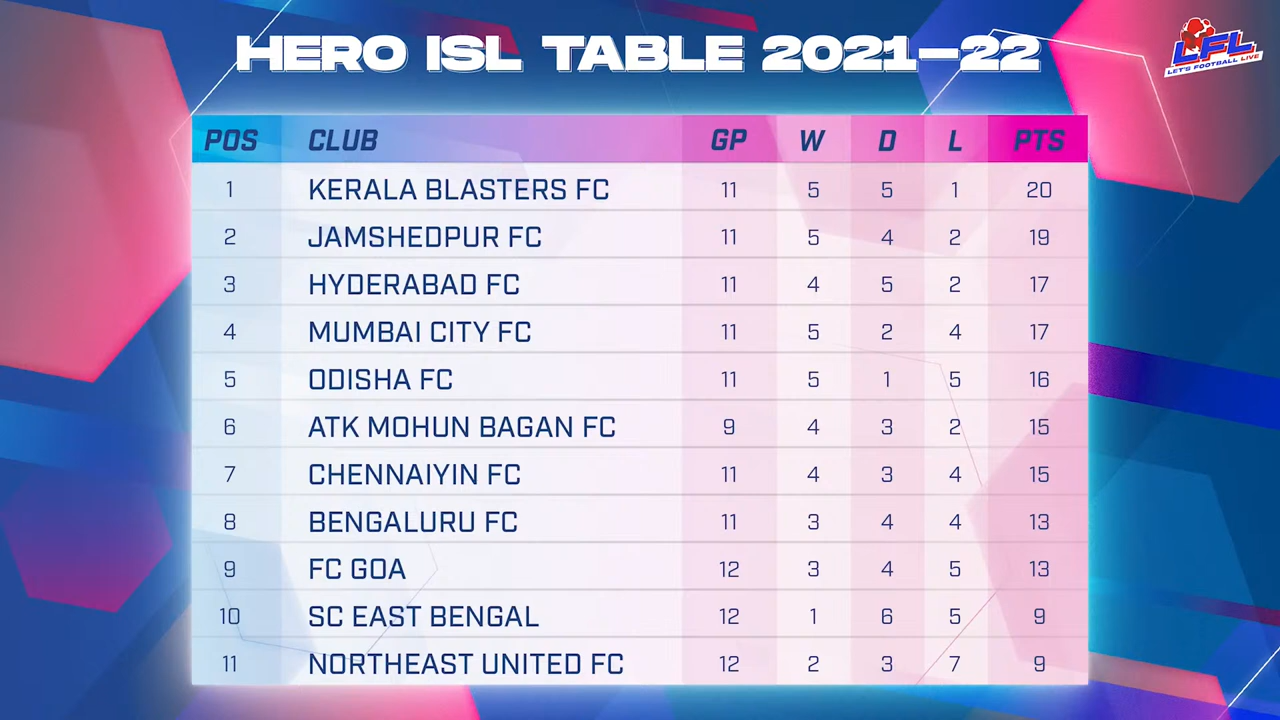 HERO ISL TABLE 2021–22
LFL
LET'S FOOTBALL LIVE
POS CLUB GP W D L PTS
1 KERALA BLASTERS FC 11 5 5 1 20
2 JAMSHEDPUR FC 11 5 4 2 19
3 HYDERABAD FC 11 4 5 2 17
4 MUMBAI CITY FC 11 5 2 4 17
5 ODISHA FC 11 5 1 5 16
6 ATK MOHUN BAGAN FC 9 4 3 2 15
7 CHENNAIYIN FC 11 4 3 4 15
8 BENGALURU FC 11 3 4 4 13
9 FC GOA 12 3 4 5 13
10 SC EAST BENGAL 12 1 6 5 9
11 NORTHEAST UNITED FC 12 2 3 7 9